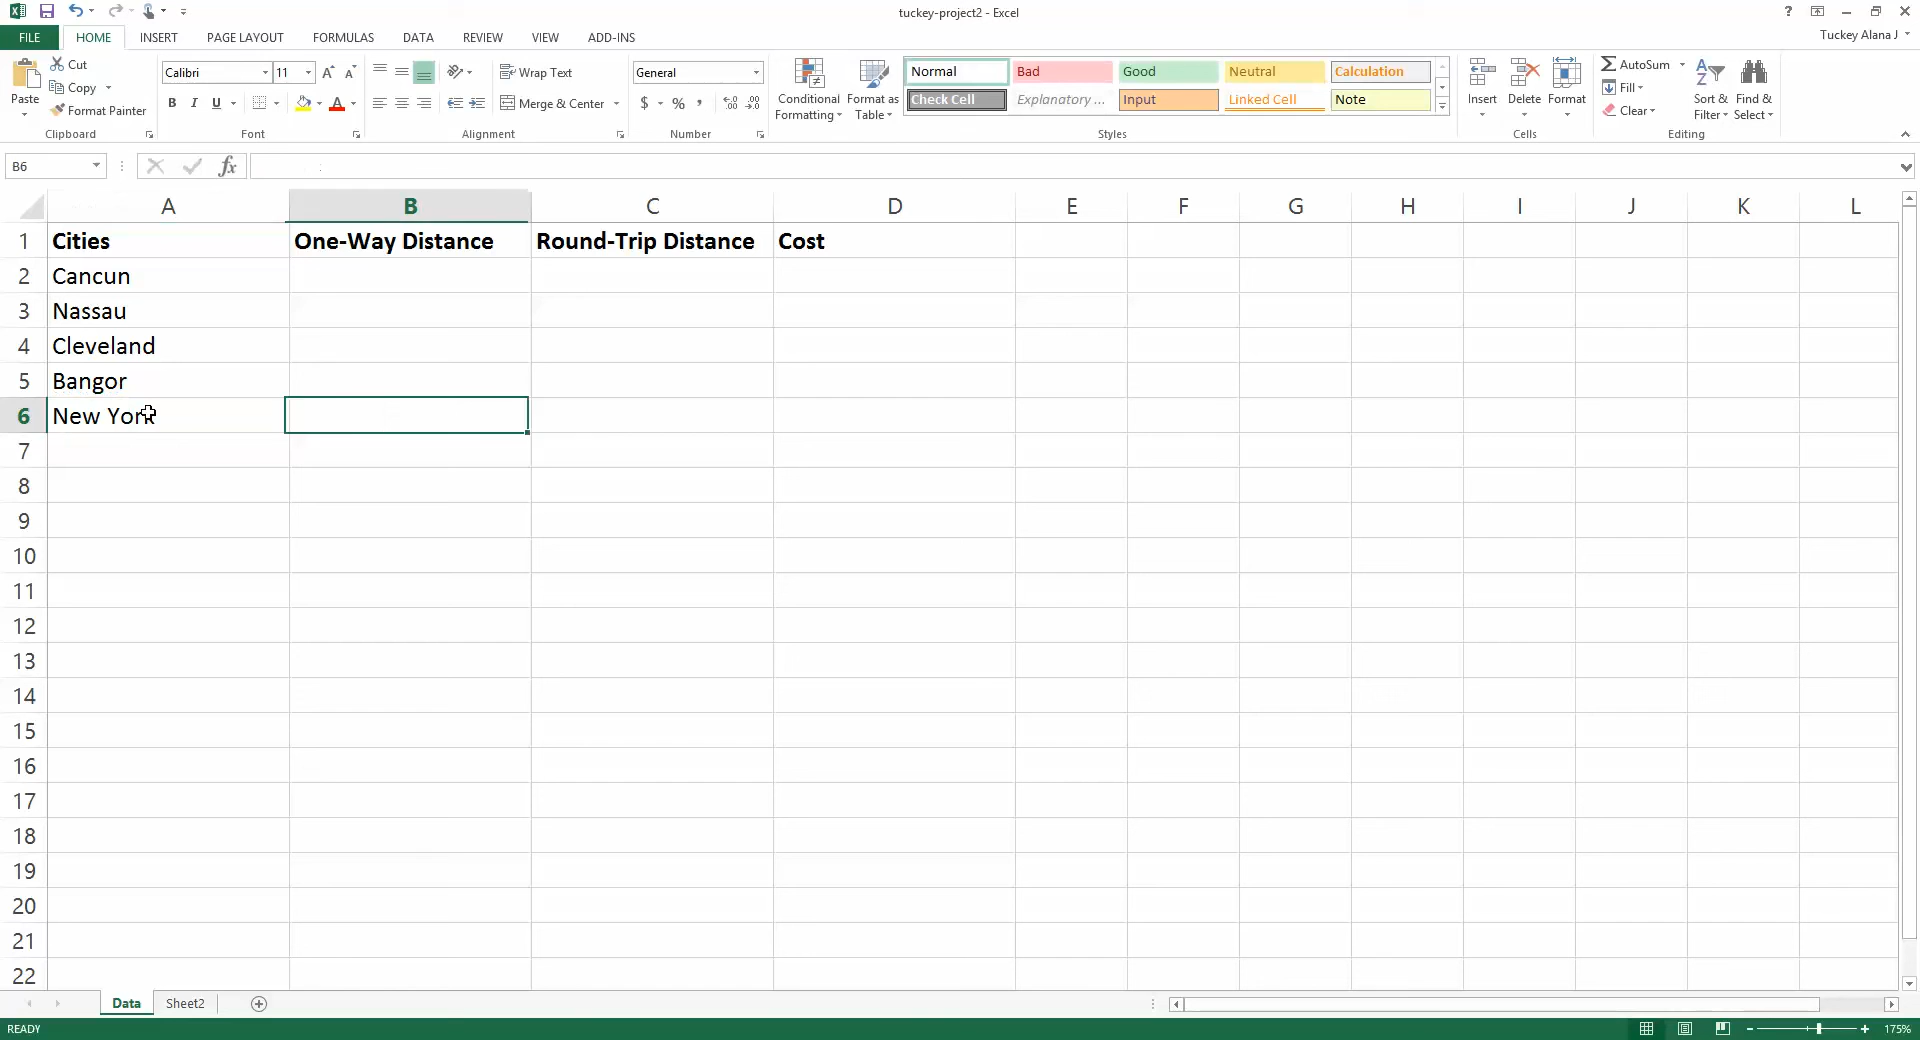 tuckey-project2 - Excel
?
Tuckey Alana J
FILE HOME INSERT PAGE LAYOUT FORMULAS DATA REVIEW VIEW ADD-INS
Paste
Cut
Copy
Format Painter
Clipboard
Calibri 11
B I U
Font
Wrap Text
Merge & Center
Alignment
General
$ % ,
Number
Conditional Formatting
Format as Table
Normal Bad Good Neutral Calculation
Check Cell Explanatory ... Input Linked Cell Note
Styles
Insert Delete Format
Cells
AutoSum
Fill
Clear
Sort & Filter
Find & Select
Editing
B6
fx
A B C D E F G H I J K L
1 Cities One-Way Distance Round-Trip Distance Cost
2 Cancun
3 Nassau
4 Cleveland
5 Bangor
6 New York
7
8
9
10
11
12
13
14
15
16
17
18
19
20
21
22
Data Sheet2
READY
175%